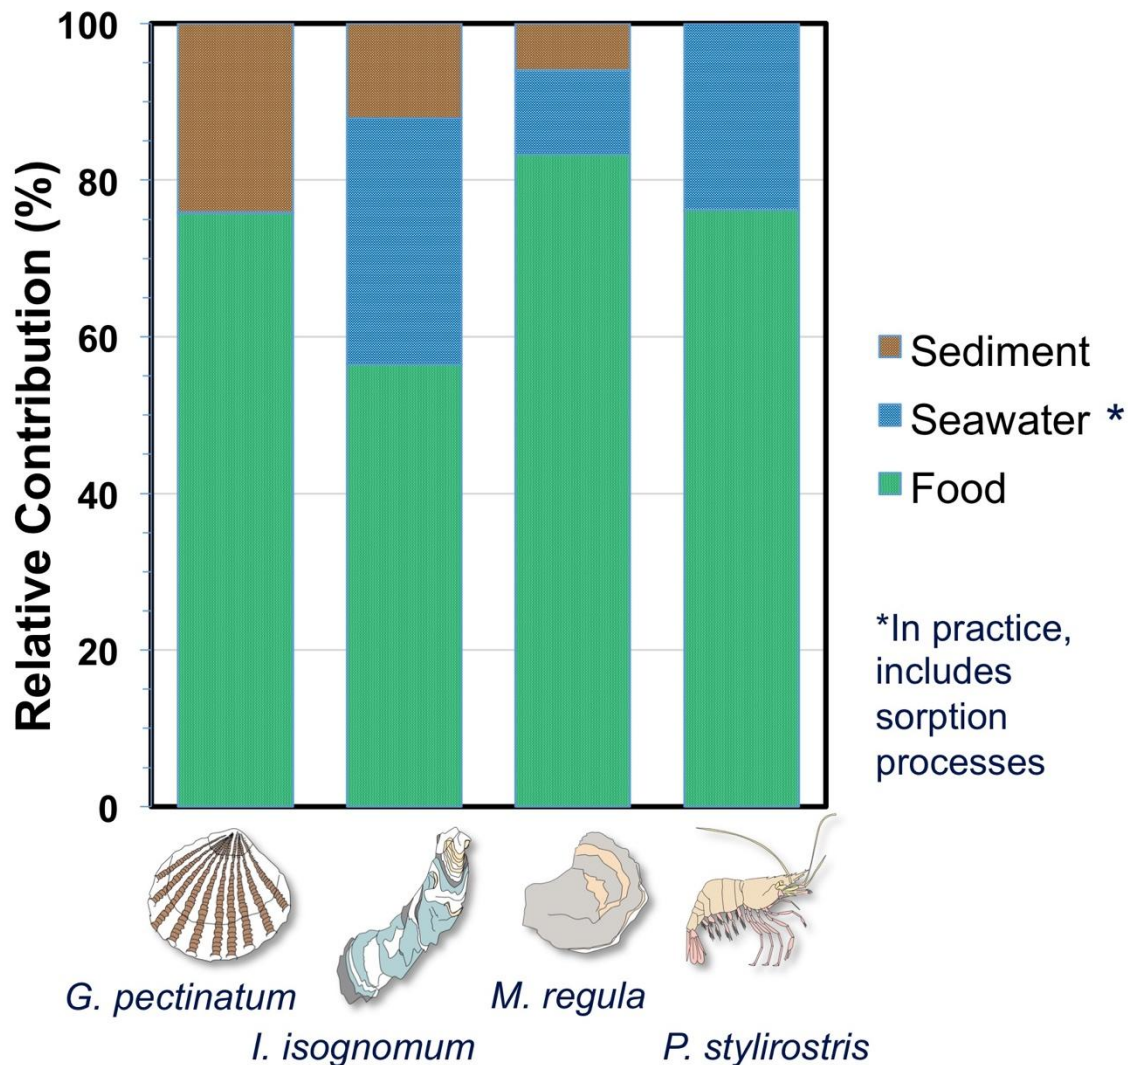 Relative Contribution (%)
100
80
60
40
20
0
Sediment
Seawater *
Food
*In practice,
includes
sorption
processes
G. pectinatum
I. isognomum
M. regula
P. stylirostris